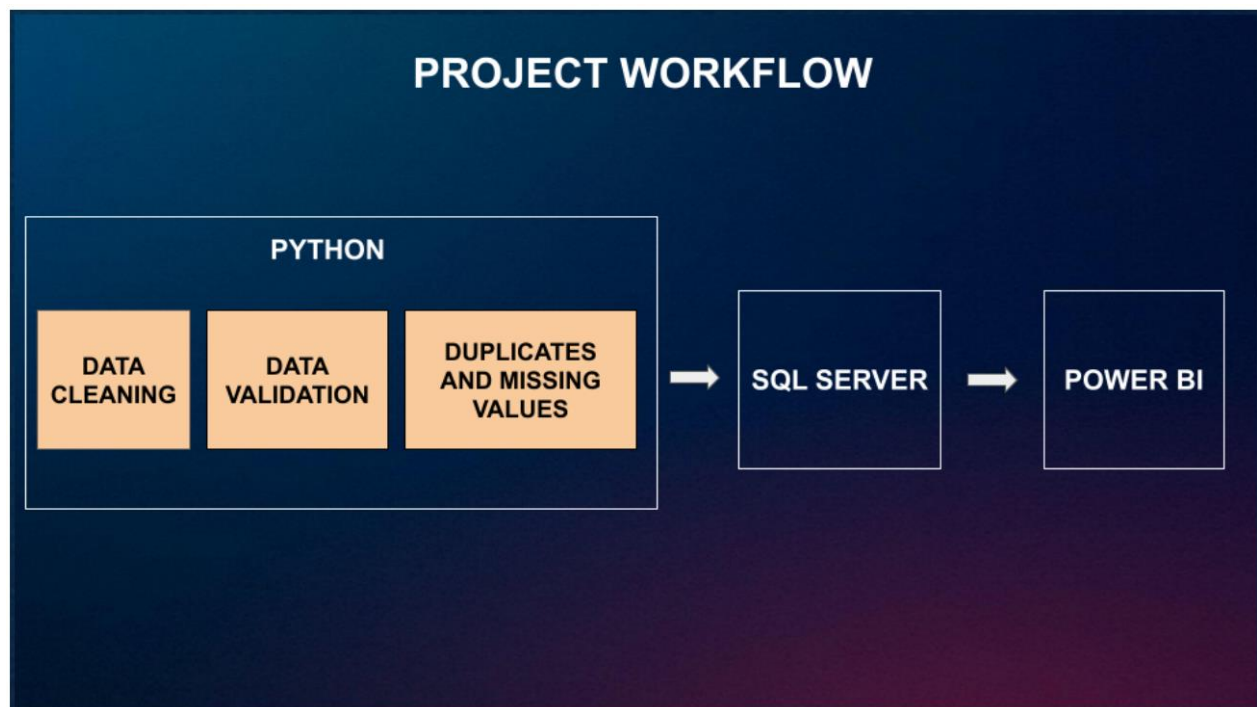 PROJECT WORKFLOW
PYTHON
DATA
CLEANING
DATA
VALIDATION
DUPLICATES
AND MISSING
VALUES
SQL SERVER
POWER BI